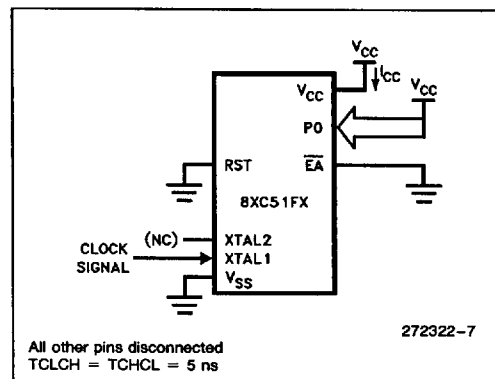 VCC
ICC
VCC
VCC
P0
RST
EA
8XC51FX
(NC)
XTAL2
CLOCK
SIGNAL
XTAL1
VSS
272322-7
All other pins disconnected
TCLCH = TCHCL = 5 ns